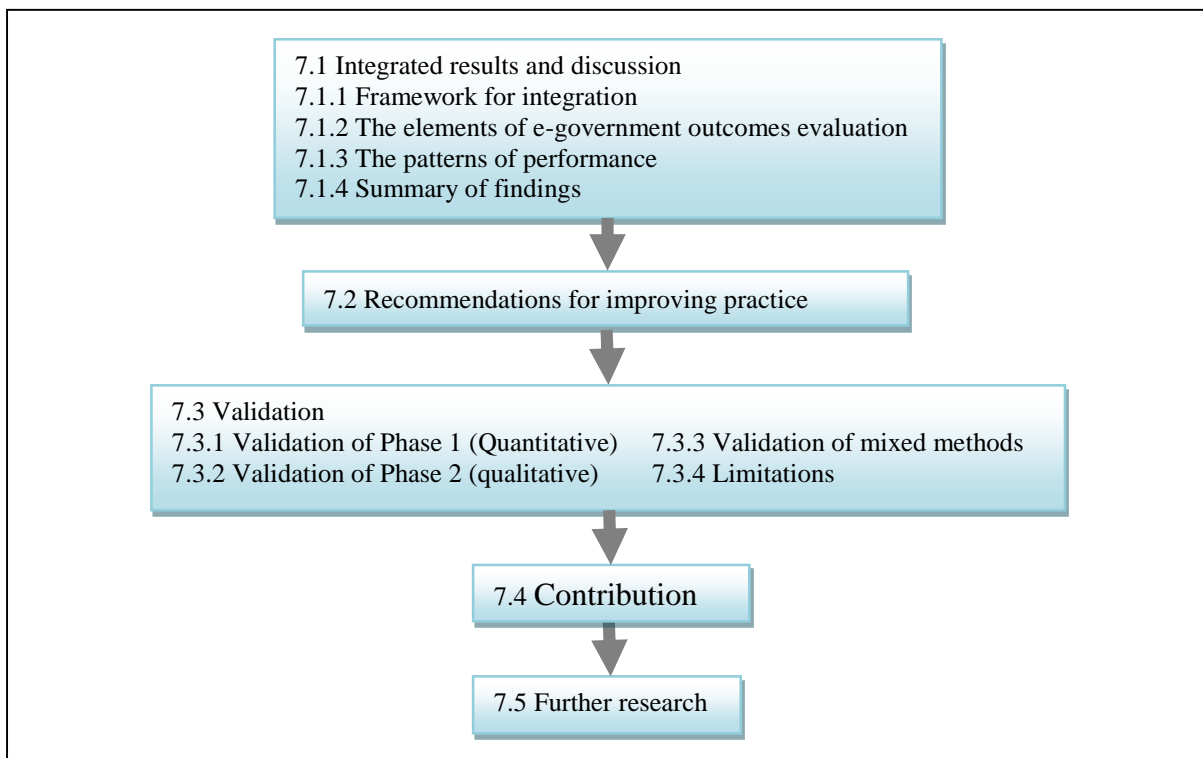 7.1 Integrated results and discussion
7.1.1 Framework for integration
7.1.2 The elements of e-government outcomes evaluation
7.1.3 The patterns of performance
7.1.4 Summary of findings
7.2 Recommendations for improving practice
7.3 Validation
7.3.1 Validation of Phase 1 (Quantitative) 7.3.3 Validation of mixed methods
7.3.2 Validation of Phase 2 (qualitative) 7.3.4 Limitations
7.4 Contribution
7.5 Further research